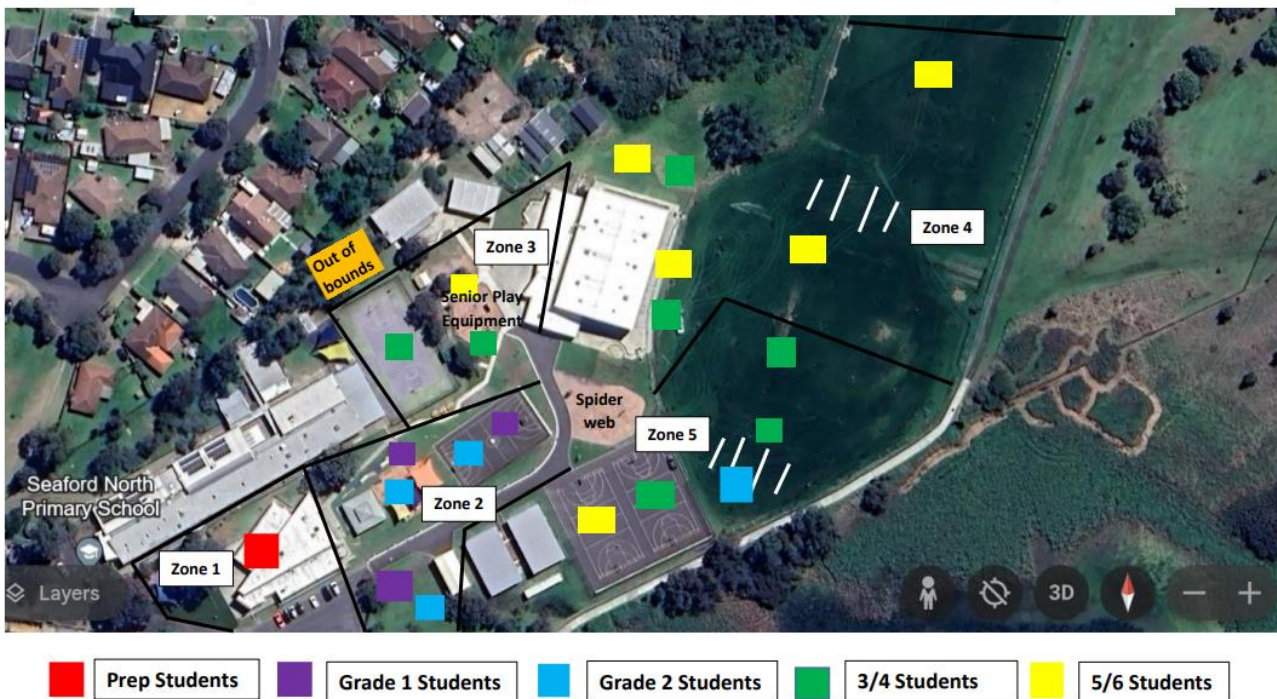 Out of
bounds
Zone 3
Zone 4
Senior Play
Equipment
Spider
web
Zone 5
Seaford North
Primary School
Zone 2
Zone 1
Layers
3D
Prep Students
Grade 1 Students
Grade 2 Students
3/4 Students
5/6 Students